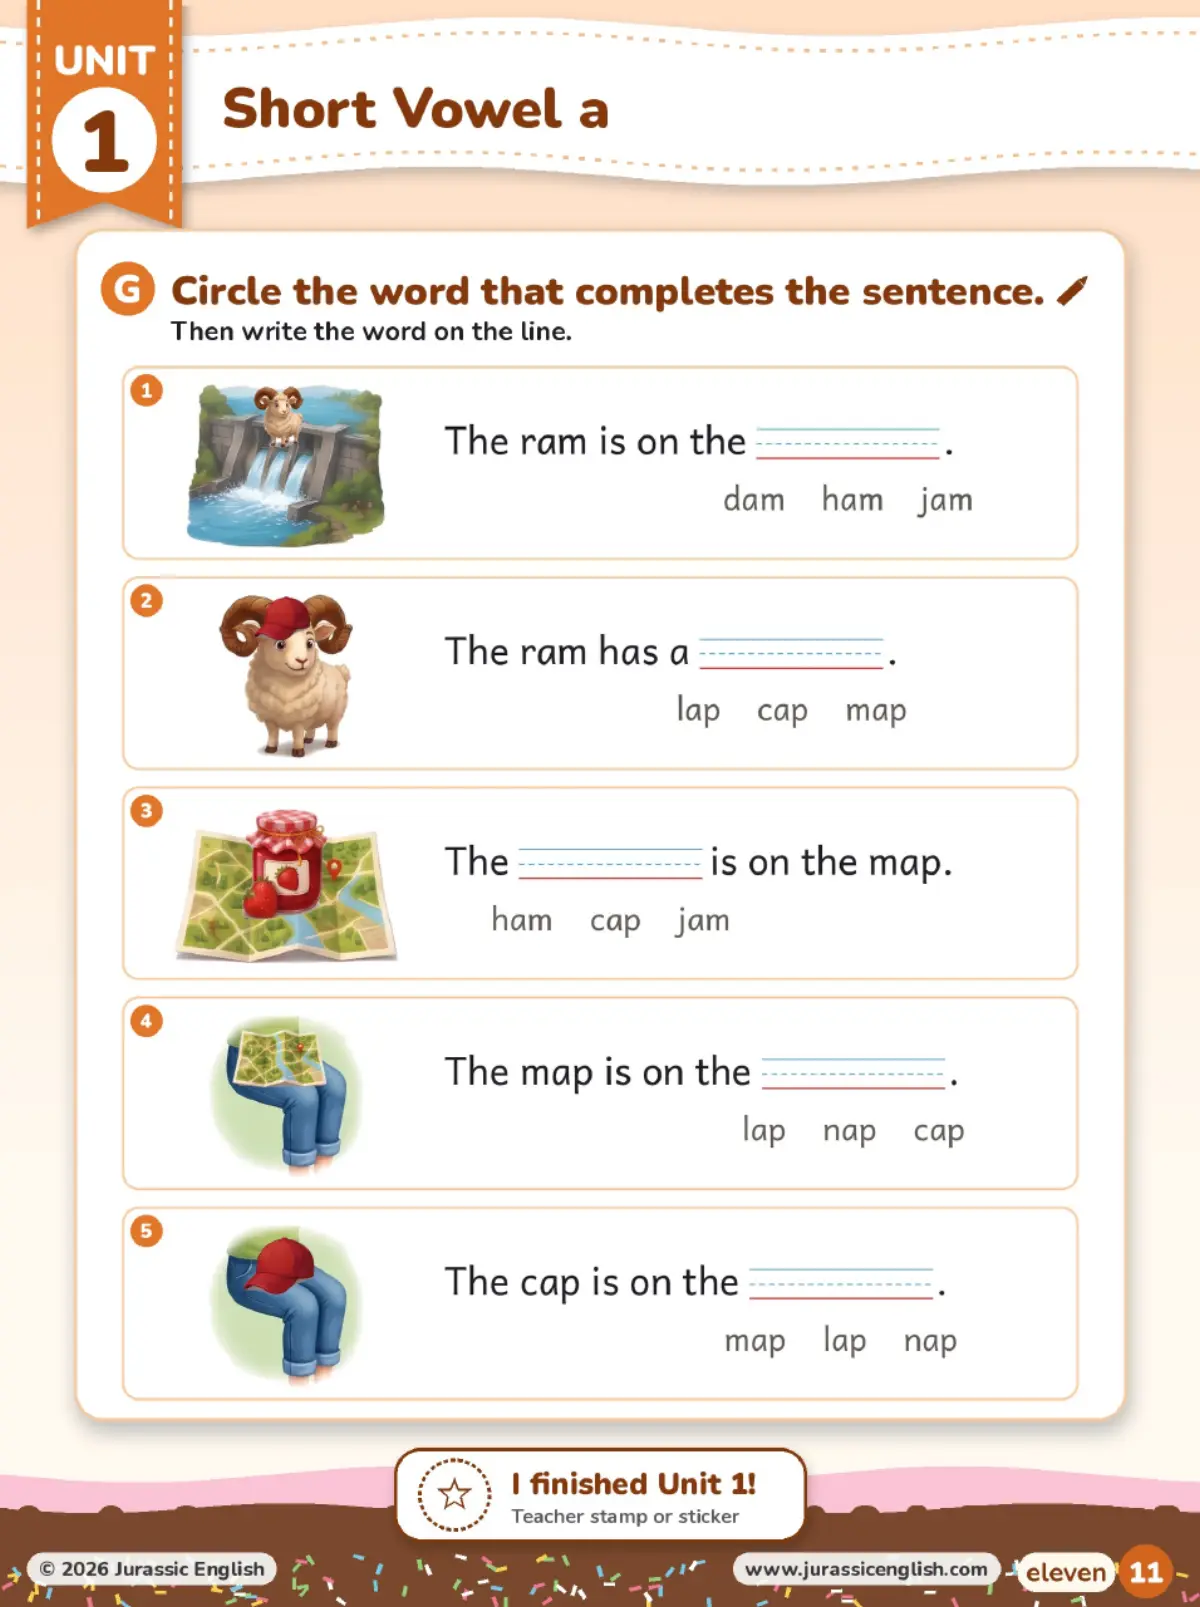 UNIT
1
Short Vowel a
G Circle the word that completes the sentence.
Then write the word on the line.
1
The ram is on the .
dam ham jam
2
The ram has a .
lap cap map
3
The is on the map.
ham cap jam
4
The map is on the .
lap nap cap
5
The cap is on the .
map lap nap
I finished Unit 1!
Teacher stamp or sticker
© 2026 Jurassic English
www.jurassicenglish.com
eleven 11